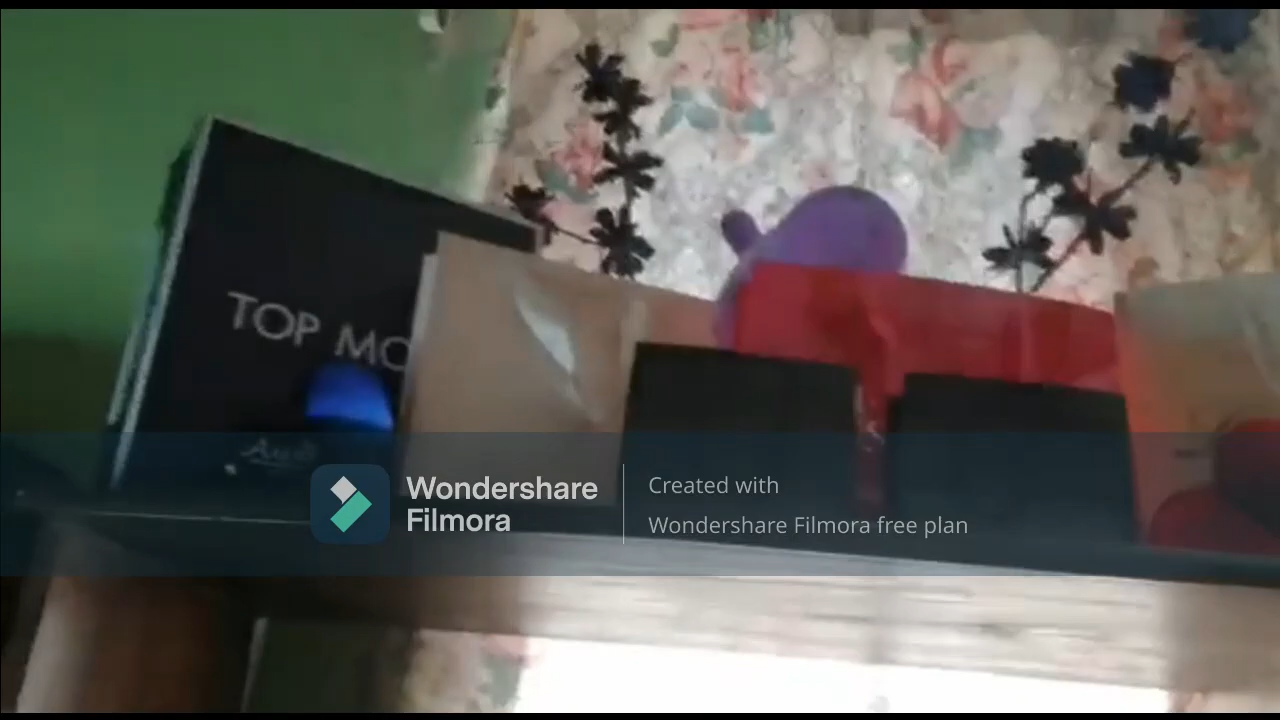 TOP MO
Wondershare
Filmora
Created with
Wondershare Filmora free plan